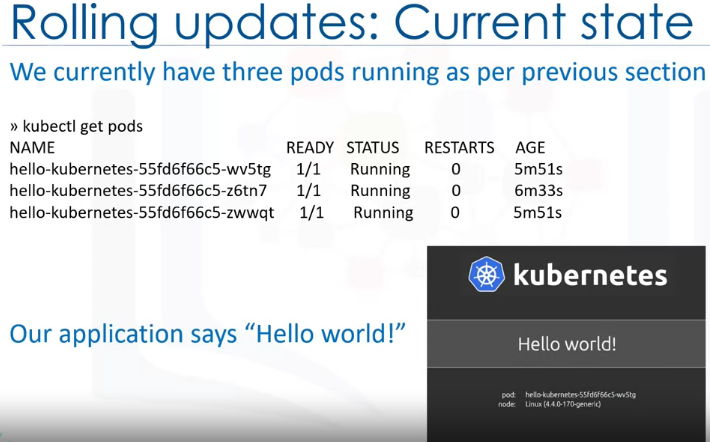 Rolling updates: Current state
We currently have three pods running as per previous section
» kubectl get pods
NAME READY STATUS RESTARTS AGE
hello-kubernetes-55fd6f66c5-wv5tg 1/1 Running 0 5m51s
hello-kubernetes-55fd6f66c5-z6tn7 1/1 Running 0 6m33s
hello-kubernetes-55fd6f66c5-zwwqt 1/1 Running 0 5m51s
kubernetes
Our application says “Hello world!”
Hello world!
pod: hello-kubernetes-55fd6f66c5-wv5tg
node: Linux (4.4.0-170-generic)